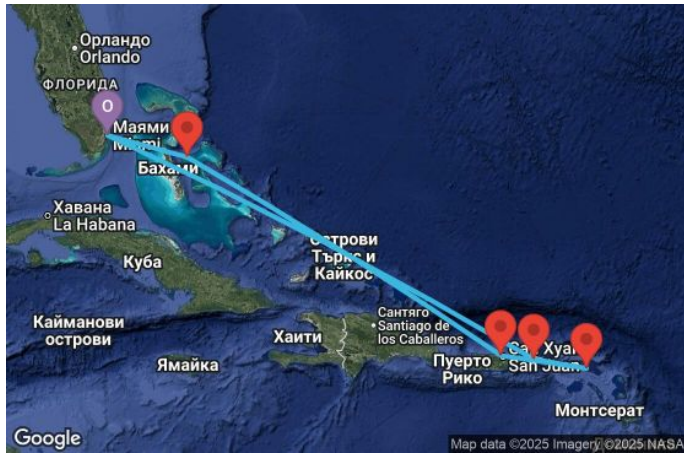 Орландо
Orlando
ФЛОРИДА
O
Маями
Miami
Бахами
Хавана
La Habana
Куба
Острови
Търкс и
Кайкос
Кайманови
острови
Сантяго
Santiago de
los Caballeros
Хаити
Ямайка
Пуерто
Рико
Сан Хуан
San Juan
Монтсерат
Google
Map data ©2025 Imagery ©2025 NASA